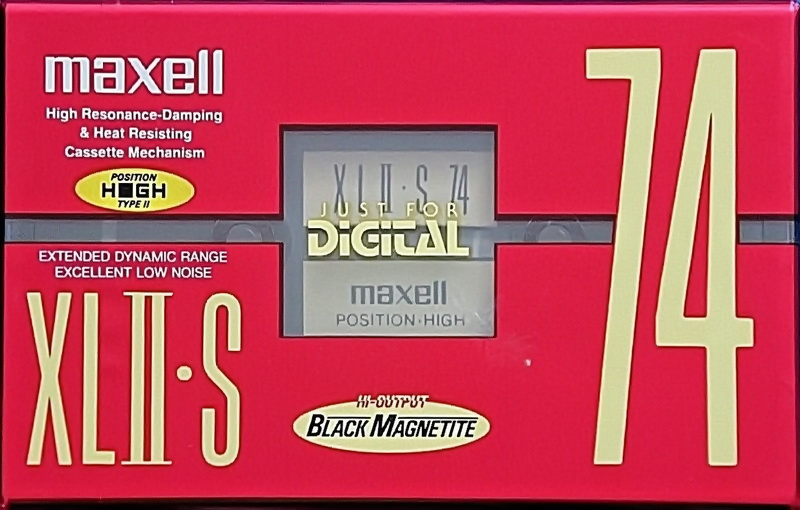 maxell
High Resonance-Damping
& Heat Resisting
Cassette Mechanism
POSITION
HIGH
TYPE II
74
XLII·S 74
JUST FOR
DIGITAL
maxell
POSITION·HIGH
EXTENDED DYNAMIC RANGE
EXCELLENT LOW NOISE
XLII·S
HI-OUTPUT
BLACK MAGNETITE